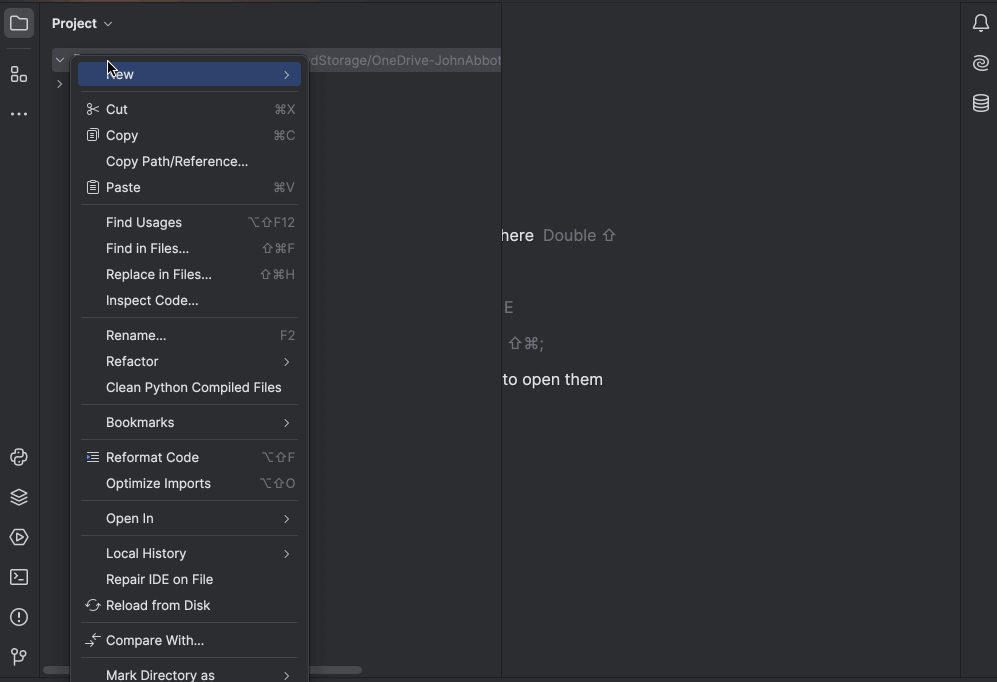 Project
dStorage/OneDrive-JohnAbbot
New
Cut ⌘X
Copy ⌘C
Copy Path/Reference...
Paste ⌘V
Find Usages ⌥⇧F12
here Double ⇧
Find in Files... ⇧⌘F
Replace in Files... ⇧⌘H
Inspect Code...
E
Rename... F2
⇧⌘;
Refactor
to open them
Clean Python Compiled Files
Bookmarks
Reformat Code ⌥⇧F
Optimize Imports ⌥⇧O
Open In
Local History
Repair IDE on File
Reload from Disk
Compare With...
Mark Directory as